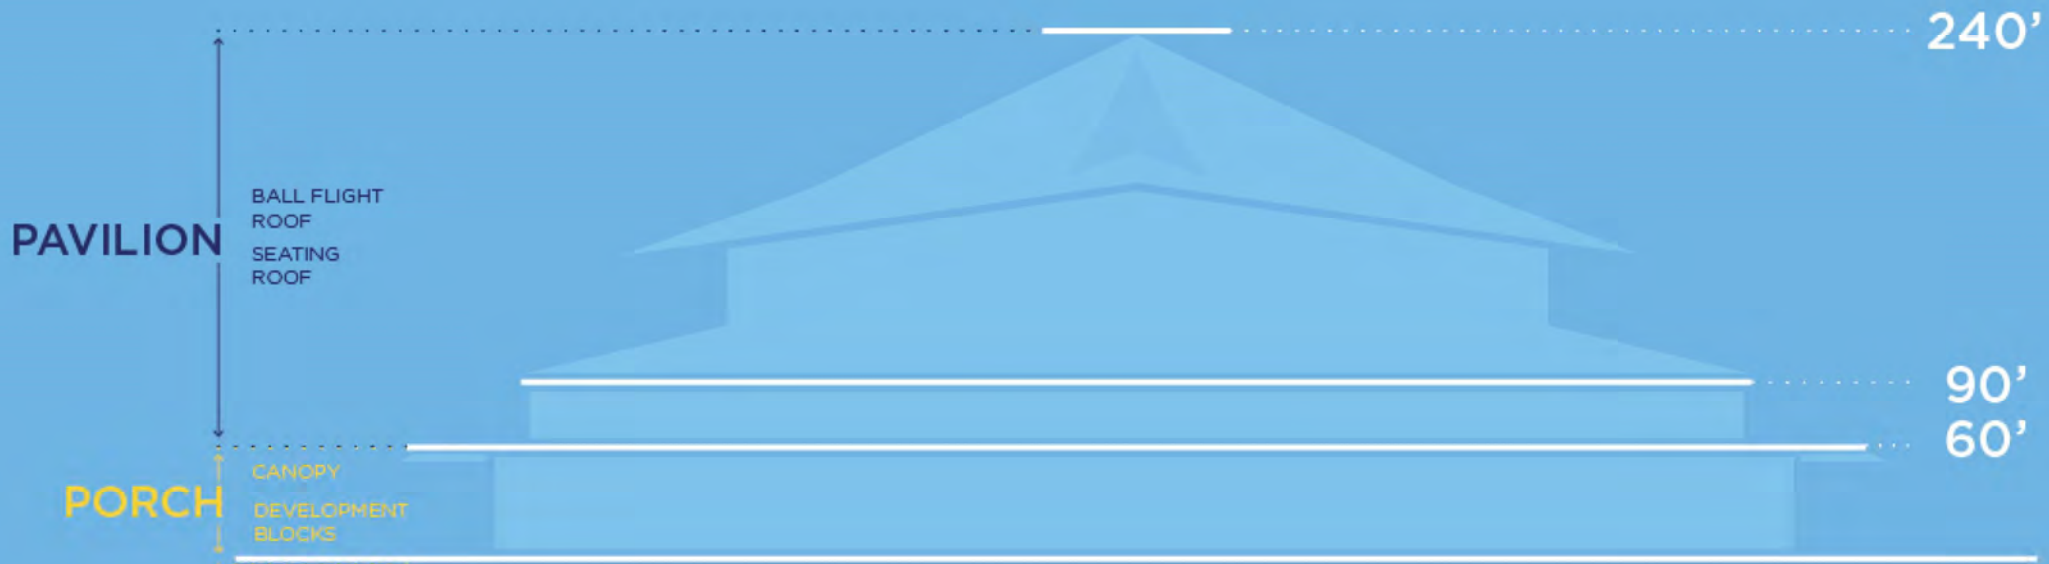 240’
BALL FLIGHT
ROOF
PAVILION
SEATING
ROOF
90’
60’
CANOPY
PORCH
DEVELOPMENT
BLOCKS